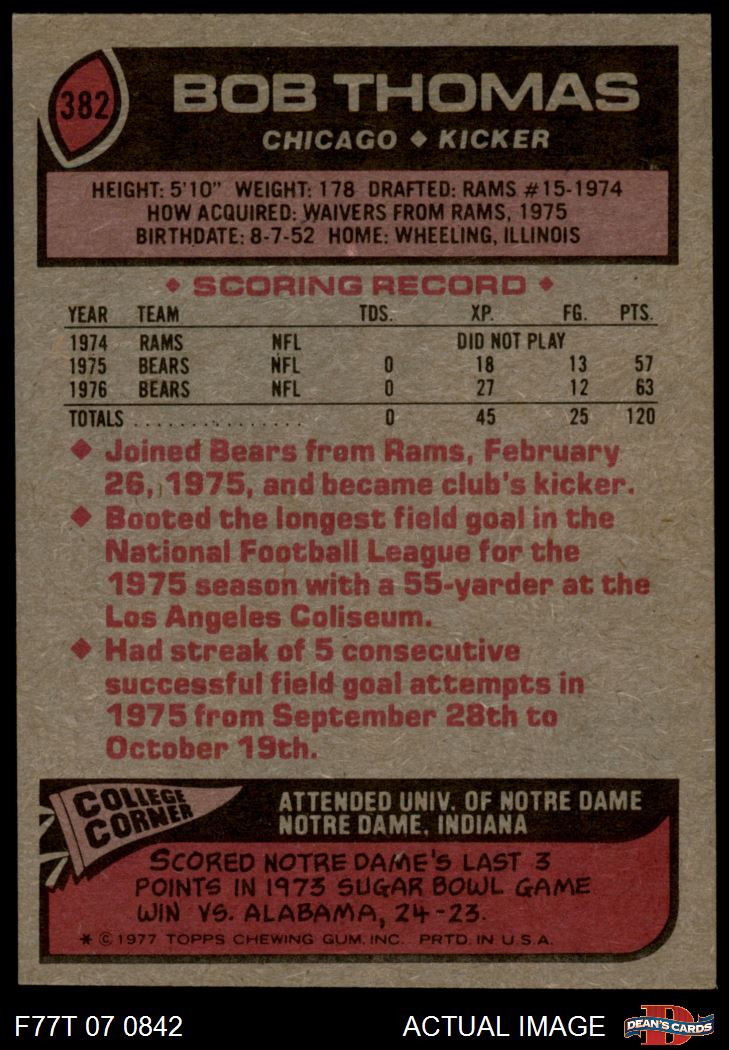 382
BOB THOMAS
CHICAGO ◆ KICKER
HEIGHT: 5'10" WEIGHT: 178 DRAFTED: RAMS #15-1974
HOW ACQUIRED: WAIVERS FROM RAMS, 1975
BIRTHDATE: 8-7-52 HOME: WHEELING, ILLINOIS
◆ SCORING RECORD ◆
YEAR TEAM TDS. XP. FG. PTS.
1974 RAMS NFL DID NOT PLAY
1975 BEARS NFL 0 18 13 57
1976 BEARS NFL 0 27 12 63
TOTALS . . . . . . . . . . . . . . . 0 45 25 120
◆ Joined Bears from Rams, February
26, 1975, and became club's kicker.
◆ Booted the longest field goal in the
National Football League for the
1975 season with a 55-yarder at the
Los Angeles Coliseum.
◆ Had streak of 5 consecutive
successful field goal attempts in
1975 from September 28th to
October 19th.
COLLEGE
CORNER
ATTENDED UNIV. OF NOTRE DAME
NOTRE DAME, INDIANA
SCORED NOTRE DAME'S LAST 3
POINTS IN 1973 SUGAR BOWL GAME
WIN VS. ALABAMA, 24-23.
* © 1977 TOPPS CHEWING GUM, INC. PRTD. IN U.S.A.
F77T 07 0842 ACTUAL IMAGE
D
DEAN'S CARDS